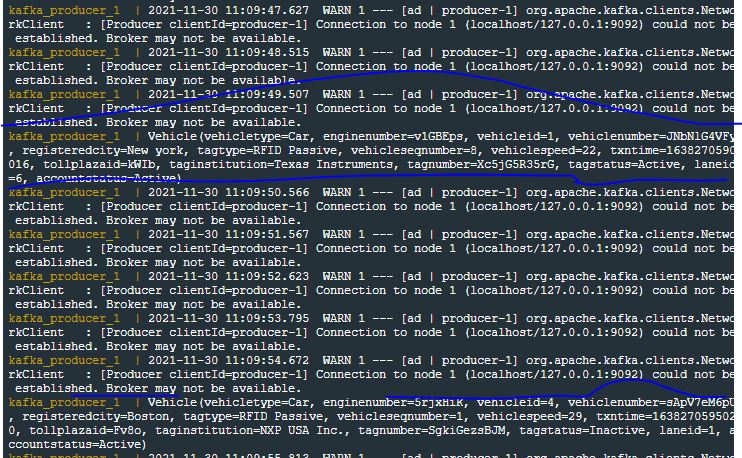 kafka_producer_1 | 2021-11-30 11:09:47.627 WARN 1 --- [ad | producer-1] org.apache.kafka.clients.Netwo
rkClient : [Producer clientId=producer-1] Connection to node 1 (localhost/127.0.0.1:9092) could not be
established. Broker may not be available.
kafka_producer_1 | 2021-11-30 11:09:48.515 WARN 1 --- [ad | producer-1] org.apache.kafka.clients.Netwo
rkClient : [Producer clientId=producer-1] Connection to node 1 (localhost/127.0.0.1:9092) could not be
established. Broker may not be available.
kafka_producer_1 | 2021-11-30 11:09:49.507 WARN 1 --- [ad | producer-1] org.apache.kafka.clients.Netwo
rkClient : [Producer clientId=producer-1] Connection to node 1 (localhost/127.0.0.1:9092) could not be
established. Broker may not be available.
kafka_producer_1 | Vehicle(vehicletype=Car, enginenumber=v1GBEps, vehicleid=1, vehiclenumber=JNbN1G4VFy
, registeredcity=New york, tagtype=RFID Passive, vehicleseqnumber=8, vehiclespeed=22, txntime=1638270590
016, tollplazaid=kWIb, taginstitution=Texas Instruments, tagnumber=Xc5jG5R35rG, tagstatus=Active, laneid
=6, accountstatus=Active)
kafka_producer_1 | 2021-11-30 11:09:50.566 WARN 1 --- [ad | producer-1] org.apache.kafka.clients.Netwo
rkClient : [Producer clientId=producer-1] Connection to node 1 (localhost/127.0.0.1:9092) could not be
established. Broker may not be available.
kafka_producer_1 | 2021-11-30 11:09:51.567 WARN 1 --- [ad | producer-1] org.apache.kafka.clients.Netwo
rkClient : [Producer clientId=producer-1] Connection to node 1 (localhost/127.0.0.1:9092) could not be
established. Broker may not be available.
kafka_producer_1 | 2021-11-30 11:09:52.623 WARN 1 --- [ad | producer-1] org.apache.kafka.clients.Netwo
rkClient : [Producer clientId=producer-1] Connection to node 1 (localhost/127.0.0.1:9092) could not be
established. Broker may not be available.
kafka_producer_1 | 2021-11-30 11:09:53.795 WARN 1 --- [ad | producer-1] org.apache.kafka.clients.Netwo
rkClient : [Producer clientId=producer-1] Connection to node 1 (localhost/127.0.0.1:9092) could not be
established. Broker may not be available.
kafka_producer_1 | 2021-11-30 11:09:54.672 WARN 1 --- [ad | producer-1] org.apache.kafka.clients.Netwo
rkClient : [Producer clientId=producer-1] Connection to node 1 (localhost/127.0.0.1:9092) could not be
established. Broker may not be available.
kafka_producer_1 | Vehicle(vehicletype=Car, enginenumber=5rjxHiK, vehicleid=4, vehiclenumber=sApV7eM6pU
, registeredcity=Boston, tagtype=RFID Passive, vehicleseqnumber=1, vehiclespeed=29, txntime=163827059502
0, tollplazaid=Fv8o, taginstitution=NXP USA Inc., tagnumber=SgkiGezsBJM, tagstatus=Inactive, laneid=1, a
ccountstatus=Active)
kafka_producer_1 | 2021-11-30 11:09:55.813 WARN 1 --- [ad | producer-1] org.apache.kafka.clients.Netwo